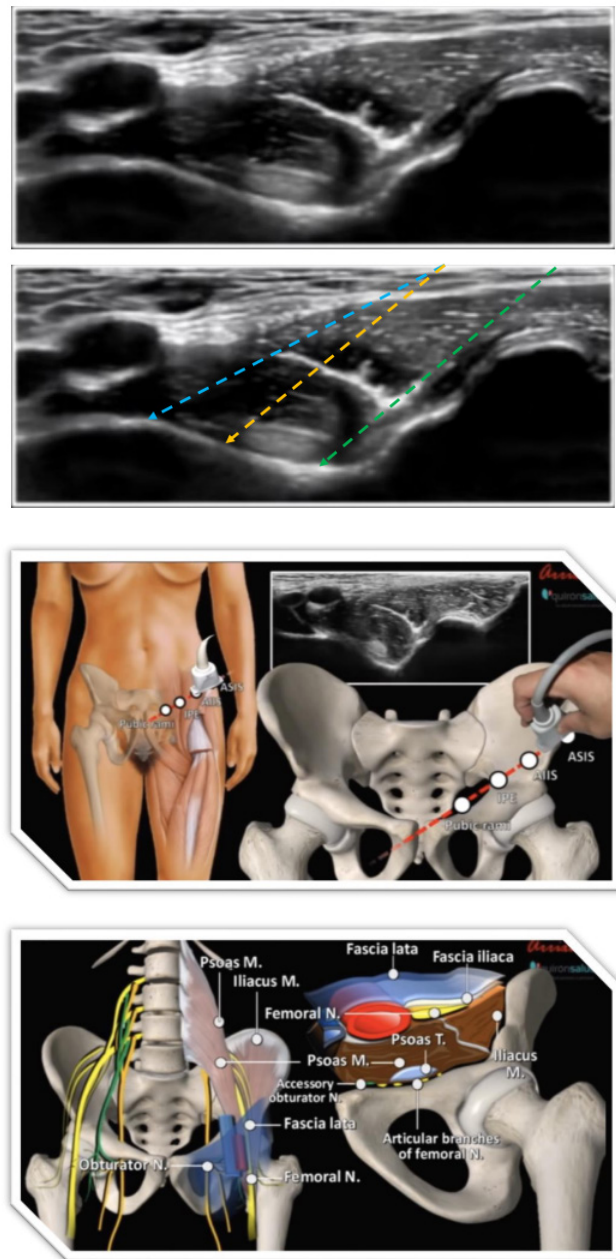 quironsalud
ASIS
AIIS
IPE
Pubic rami
ASIS
AIIS
IPE
Pubic rami
Psoas M.
Iliacus M.
Fascia lata
Fascia iliaca
Femoral N.
Psoas T.
Psoas M.
Iliacus
M.
Accessory
obturator N.
Fascia lata
Articular branches
of femoral N.
Obturator N.
Femoral N.